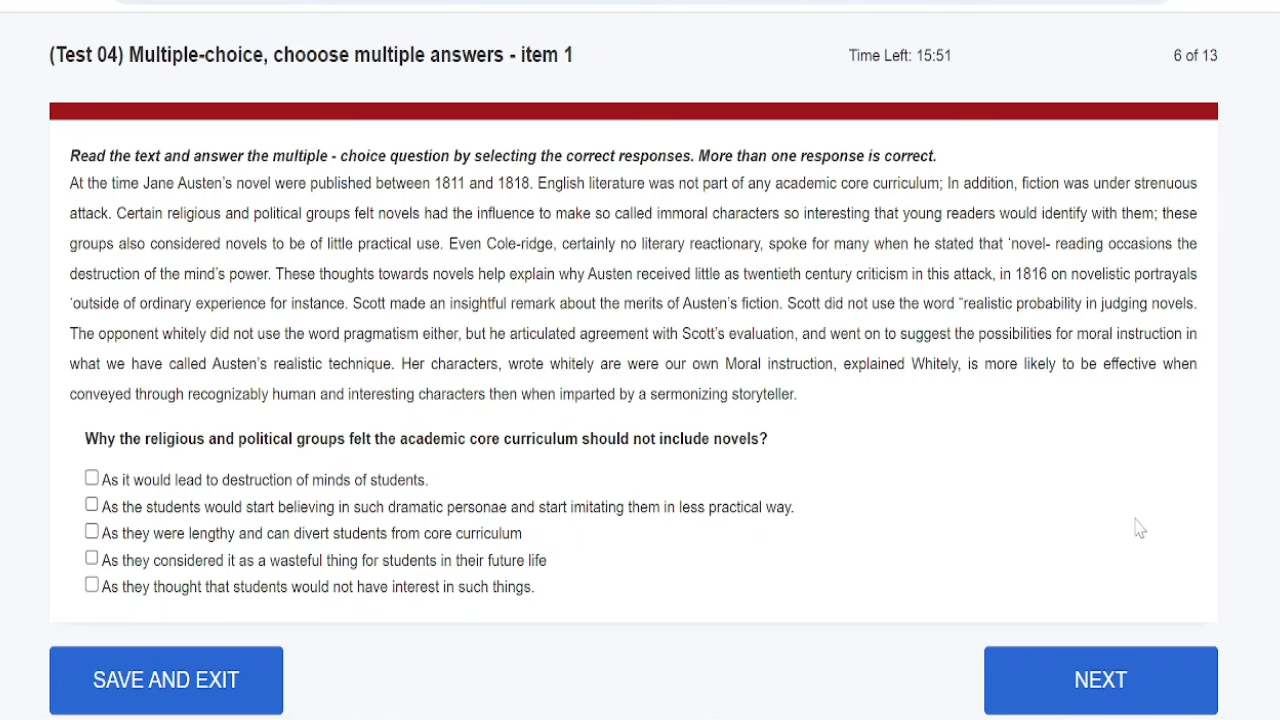 (Test 04) Multiple-choice, chooose multiple answers - item 1
Time Left: 15:51
6 of 13
Read the text and answer the multiple - choice question by selecting the correct responses. More than one response is correct.
At the time Jane Austen's novel were published between 1811 and 1818. English literature was not part of any academic core curriculum; In addition, fiction was under strenuous
attack. Certain religious and political groups felt novels had the influence to make so called immoral characters so interesting that young readers would identify with them; these
groups also considered novels to be of little practical use. Even Cole-ridge, certainly no literary reactionary, spoke for many when he stated that 'novel- reading occasions the
destruction of the mind's power. These thoughts towards novels help explain why Austen received little as twentieth century criticism in this attack, in 1816 on novelistic portrayals
'outside of ordinary experience for instance. Scott made an insightful remark about the merits of Austen's fiction. Scott did not use the word "realistic probability in judging novels.
The opponent whitely did not use the word pragmatism either, but he articulated agreement with Scott's evaluation, and went on to suggest the possibilities for moral instruction in
what we have called Austen's realistic technique. Her characters, wrote whitely are were our own Moral instruction, explained Whitely, is more likely to be effective when
conveyed through recognizably human and interesting characters then when imparted by a sermonizing storyteller.
Why the religious and political groups felt the academic core curriculum should not include novels?
As it would lead to destruction of minds of students.
As the students would start believing in such dramatic personae and start imitating them in less practical way.
As they were lengthy and can divert students from core curriculum
As they considered it as a wasteful thing for students in their future life
As they thought that students would not have interest in such things.
SAVE AND EXIT
NEXT